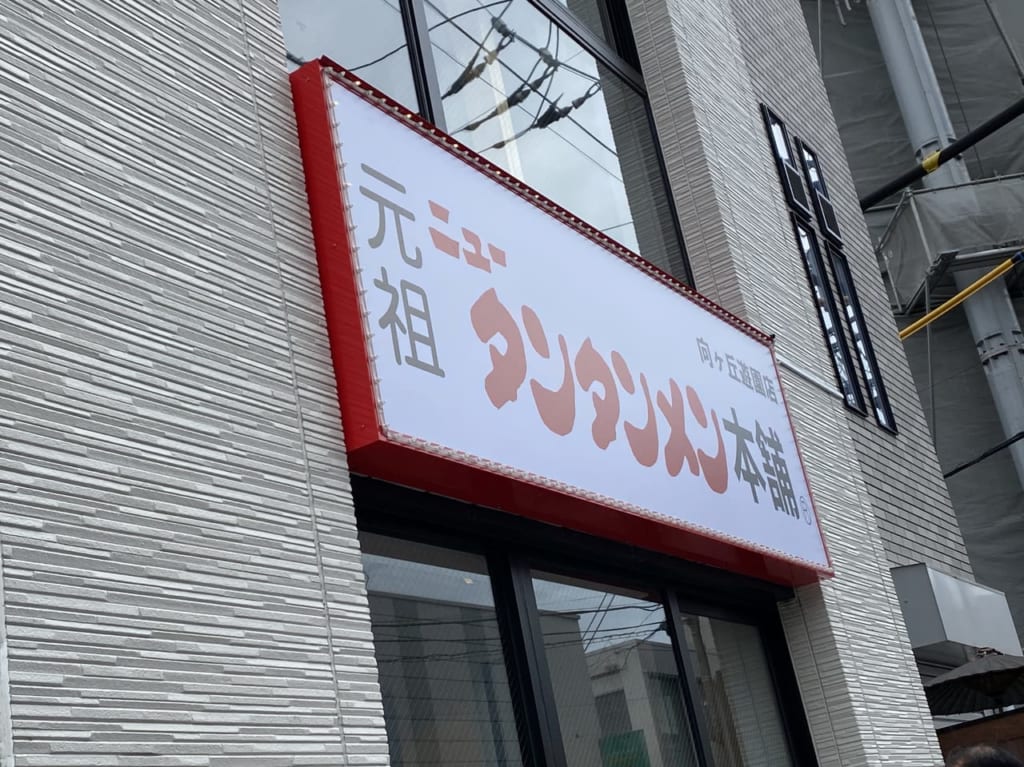 元祖
ニュー
タンタンメン本舗
向ヶ丘遊園店